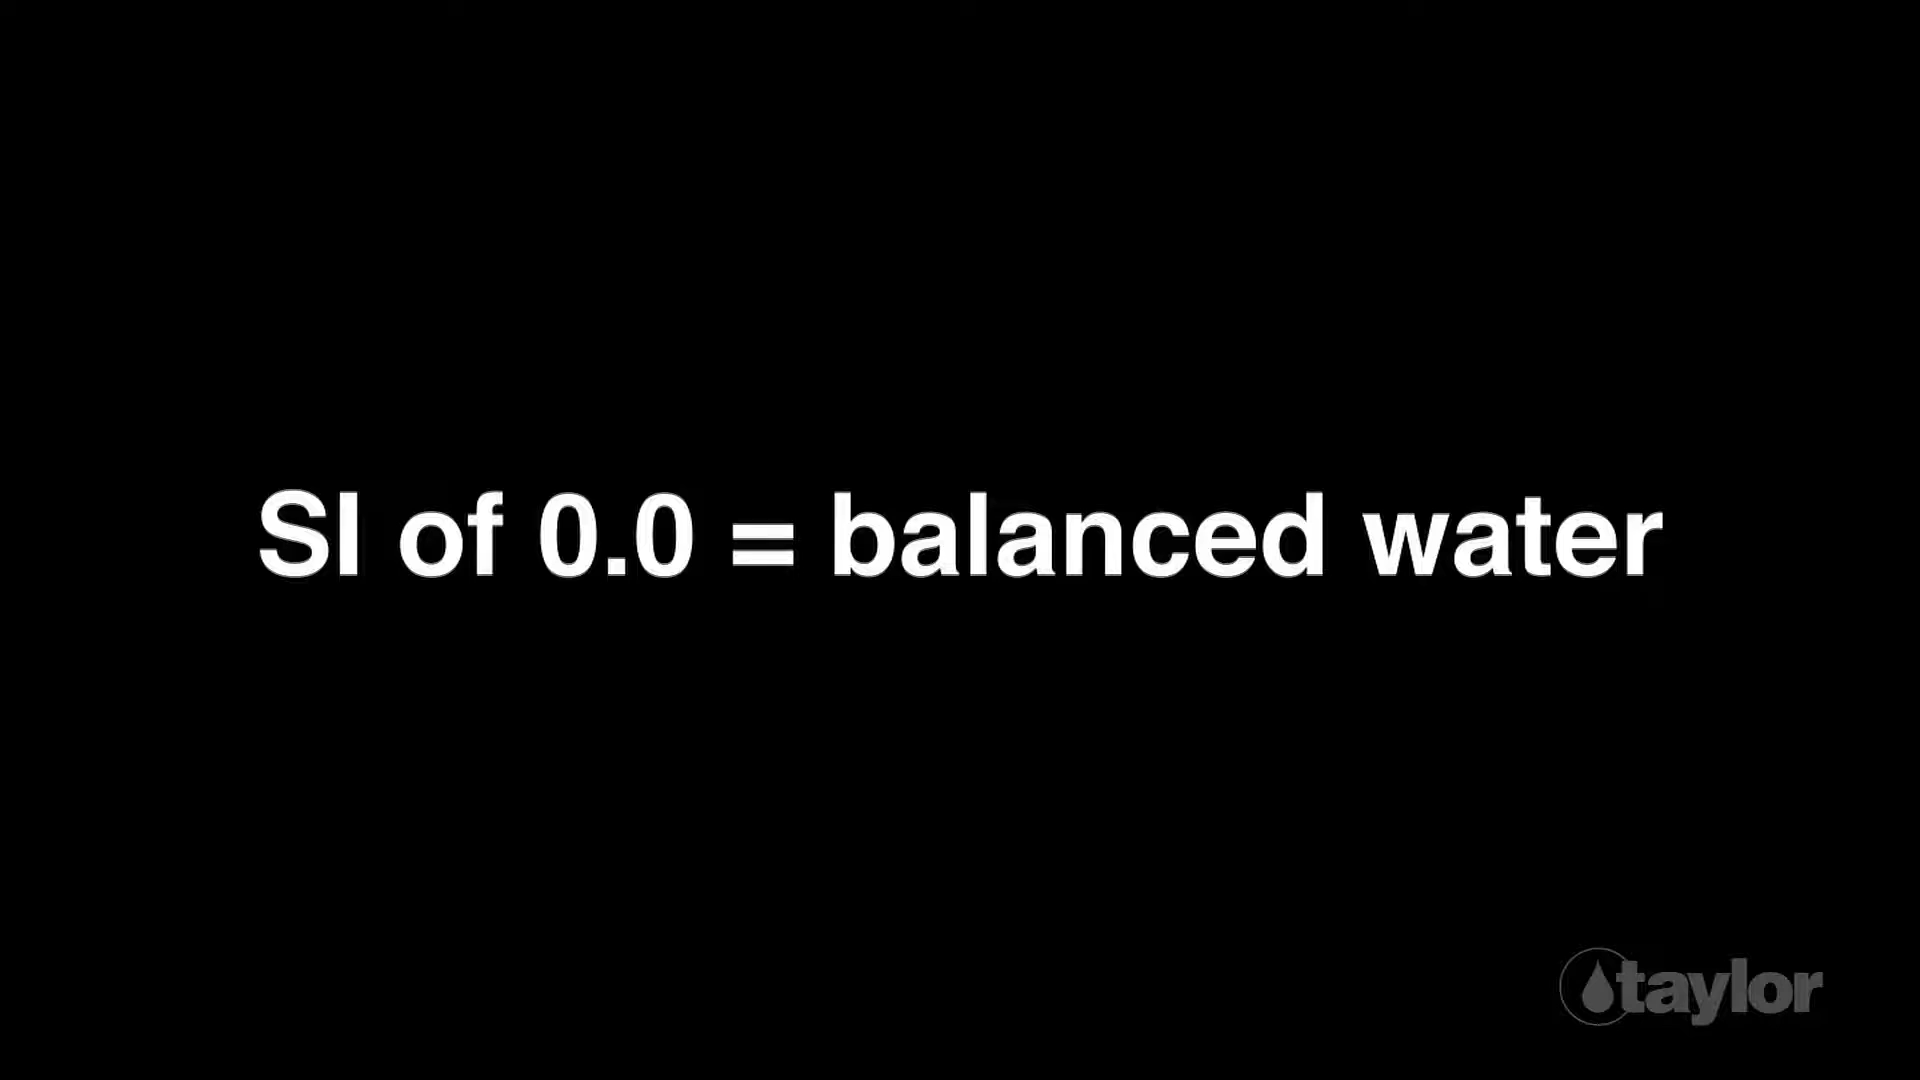 SI of 0.0 = balanced water
taylor